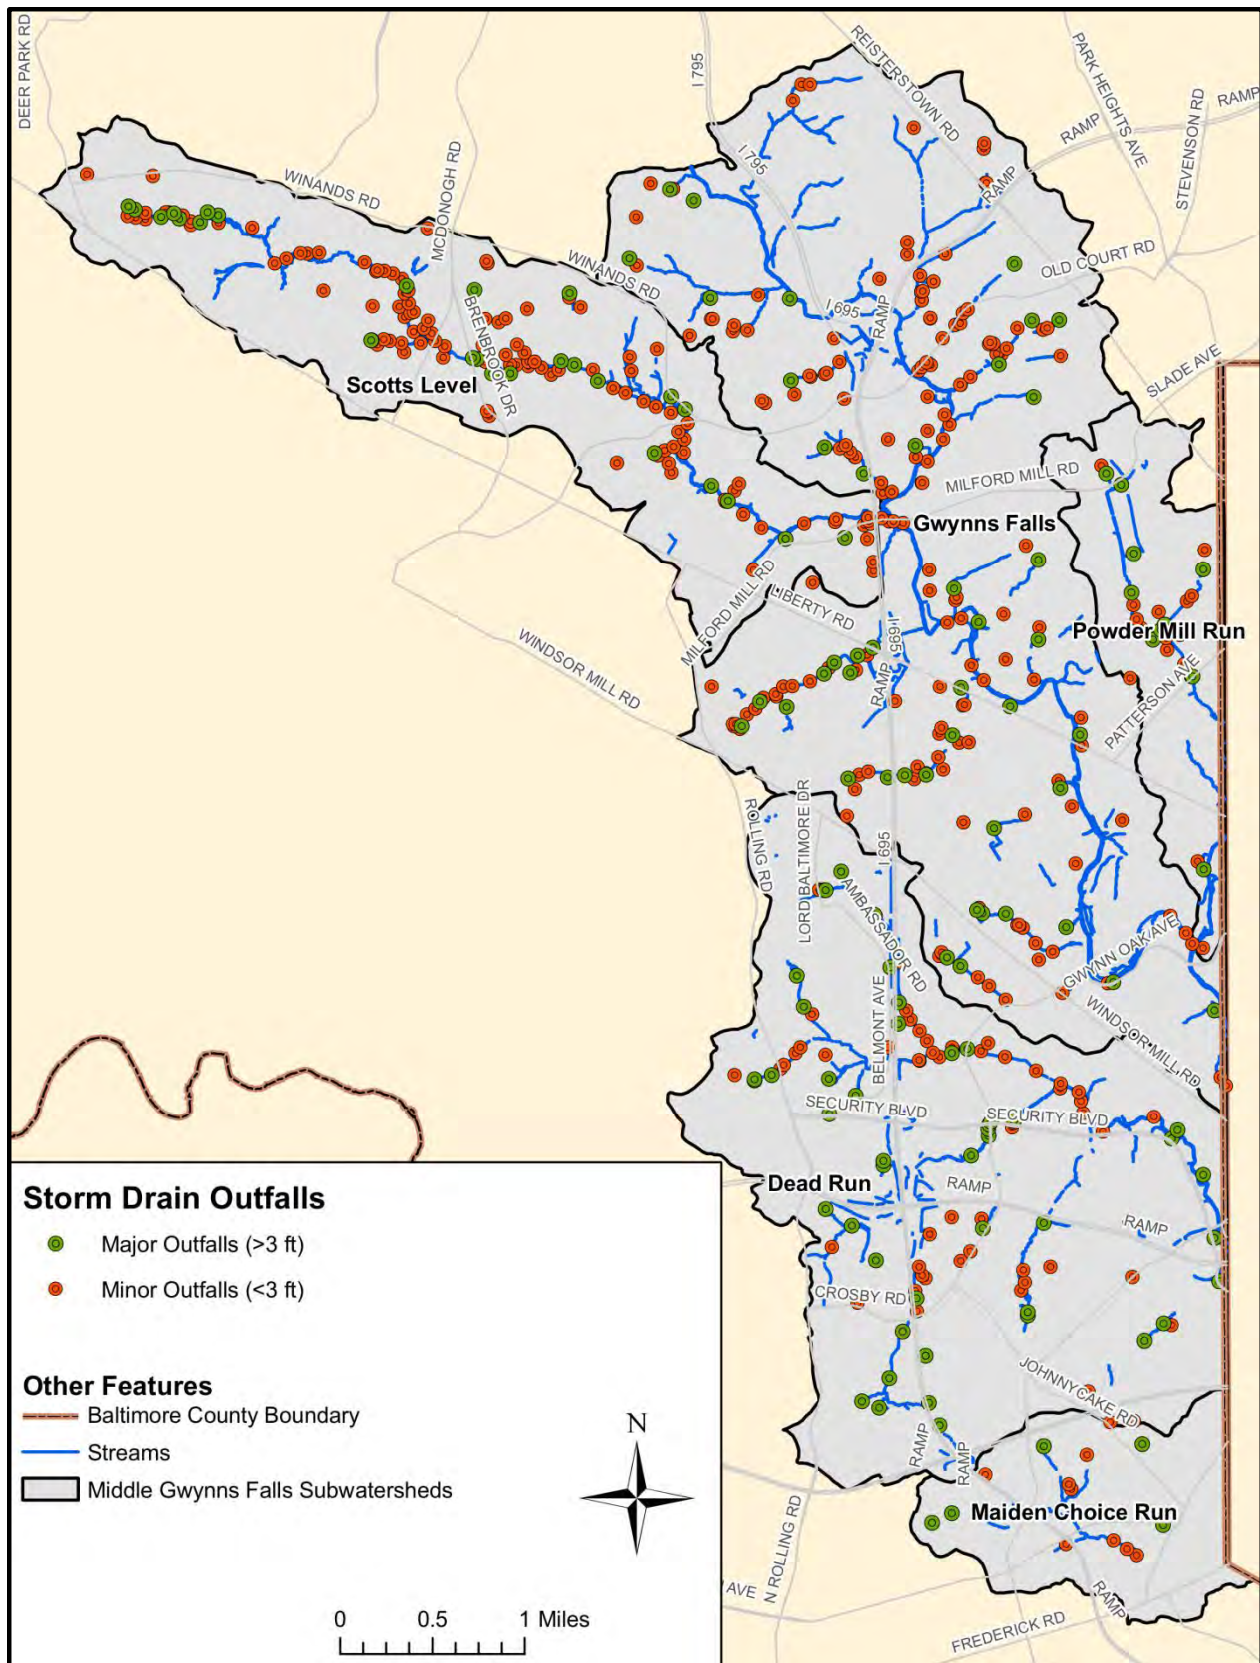 DEER PARK RD
I 795
REISTERSTOWN RD
PARK HEIGHTS AVE
RAMP
RAMP
STEVENSON RD
I 795
RAMP
WINANDS RD
MCDONOGH RD
WINANDS RD
OLD COURT RD
I 695
RAMP
BRENBROOK DR
SLADE AVE
Scotts Level
MILFORD MILL RD
Gwynns Falls
MILFORD MILL RD
LIBERTY RD
WINDSOR MILL RD
I 695
RAMP
Powder Mill Run
PATTERSON AVE
ROLLING RD
LORD BALTIMORE DR
I 695
AMBASSADOR RD
GWYNN OAK AVE
BELMONT AVE
WINDSOR MILL RD
SECURITY BLVD
SECURITY BLVD
Dead Run
RAMP
RAMP
CROSBY RD
JOHNNYCAKE RD
RAMP
RAMP
Maiden Choice Run
N ROLLING RD
AVE
RAMP
FREDERICK RD
Storm Drain Outfalls
Major Outfalls (>3 ft)
Minor Outfalls (<3 ft)
Other Features
Baltimore County Boundary
Streams
Middle Gwynns Falls Subwatersheds
N
0 0.5 1 Miles